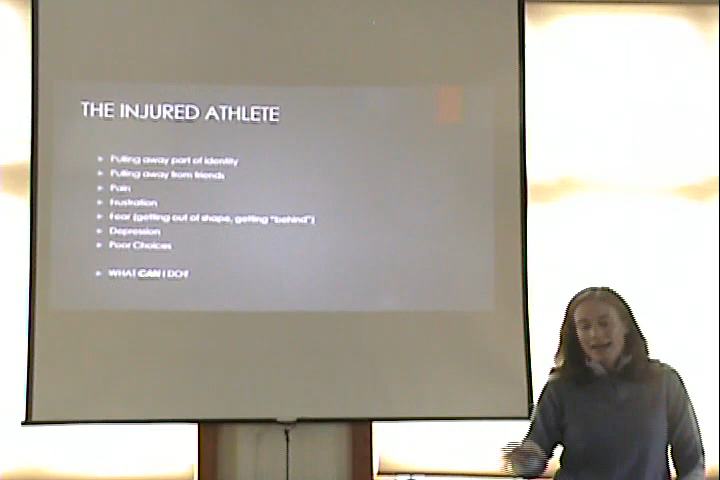 THE INJURED ATHLETE
Pulling away part of identity
Pulling away from friends
Pain
Frustration
Fear (getting out of shape, getting "behind")
Depression
Poor Choices
WHAT CAN I DO?